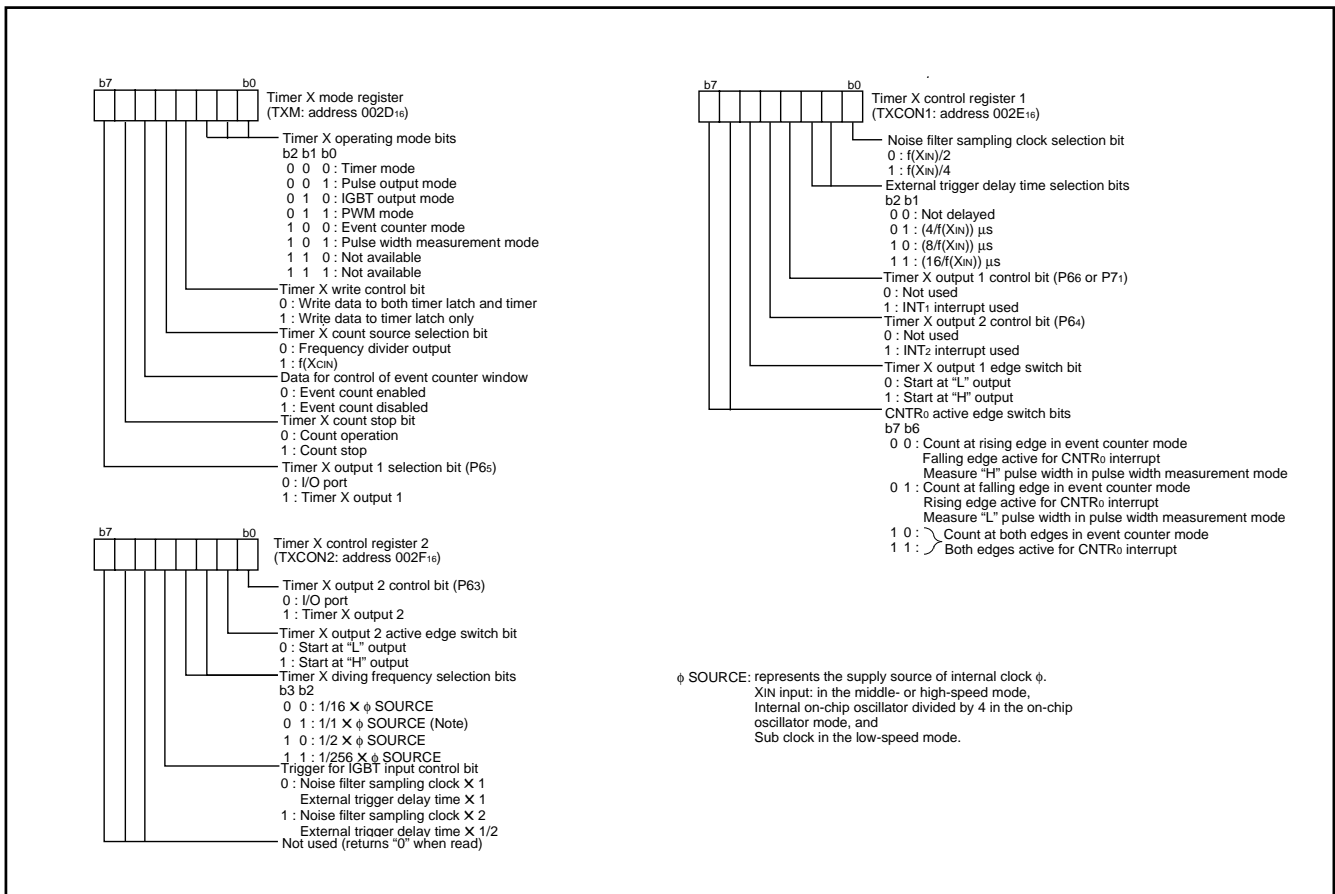 b7 b0
Timer X mode register
(TXM: address 002D16)
Timer X operating mode bits
b2 b1 b0
0 0 0 : Timer mode
0 0 1 : Pulse output mode
0 1 0 : IGBT output mode
0 1 1 : PWM mode
1 0 0 : Event counter mode
1 0 1 : Pulse width measurement mode
1 1 0 : Not available
1 1 1 : Not available
Timer X write control bit
0 : Write data to both timer latch and timer
1 : Write data to timer latch only
Timer X count source selection bit
0 : Frequency divider output
1 : f(XCIN)
Data for control of event counter window
0 : Event count enabled
1 : Event count disabled
Timer X count stop bit
0 : Count operation
1 : Count stop
Timer X output 1 selection bit (P65)
0 : I/O port
1 : Timer X output 1
b7 b0
Timer X control register 2
(TXCON2: address 002F16)
Timer X output 2 control bit (P63)
0 : I/O port
1 : Timer X output 2
Timer X output 2 active edge switch bit
0 : Start at “L” output
1 : Start at “H” output
Timer X diving frequency selection bits
b3 b2
0 0 : 1/16 X φ SOURCE
0 1 : 1/1 X φ SOURCE (Note)
1 0 : 1/2 X φ SOURCE
1 1 : 1/256 X φ SOURCE
Trigger for IGBT input control bit
0 : Noise filter sampling clock X 1
External trigger delay time X 1
1 : Noise filter sampling clock X 2
External trigger delay time X 1/2
Not used (returns “0” when read)
b7 b0
Timer X control register 1
(TXCON1: address 002E16)
Noise filter sampling clock selection bit
0 : f(XIN)/2
1 : f(XIN)/4
External trigger delay time selection bits
b2 b1
0 0 : Not delayed
0 1 : (4/f(XIN)) μs
1 0 : (8/f(XIN)) μs
1 1 : (16/f(XIN)) μs
Timer X output 1 control bit (P66 or P71)
0 : Not used
1 : INT1 interrupt used
Timer X output 2 control bit (P64)
0 : Not used
1 : INT2 interrupt used
Timer X output 1 edge switch bit
0 : Start at “L” output
1 : Start at “H” output
CNTR0 active edge switch bits
b7 b6
0 0 : Count at rising edge in event counter mode
Falling edge active for CNTR0 interrupt
Measure “H” pulse width in pulse width measurement mode
0 1 : Count at falling edge in event counter mode
Rising edge active for CNTR0 interrupt
Measure “L” pulse width in pulse width measurement mode
1 0 : Count at both edges in event counter mode
1 1 : Both edges active for CNTR0 interrupt
φ SOURCE: represents the supply source of internal clock φ.
XIN input: in the middle- or high-speed mode,
Internal on-chip oscillator divided by 4 in the on-chip
oscillator mode, and
Sub clock in the low-speed mode.